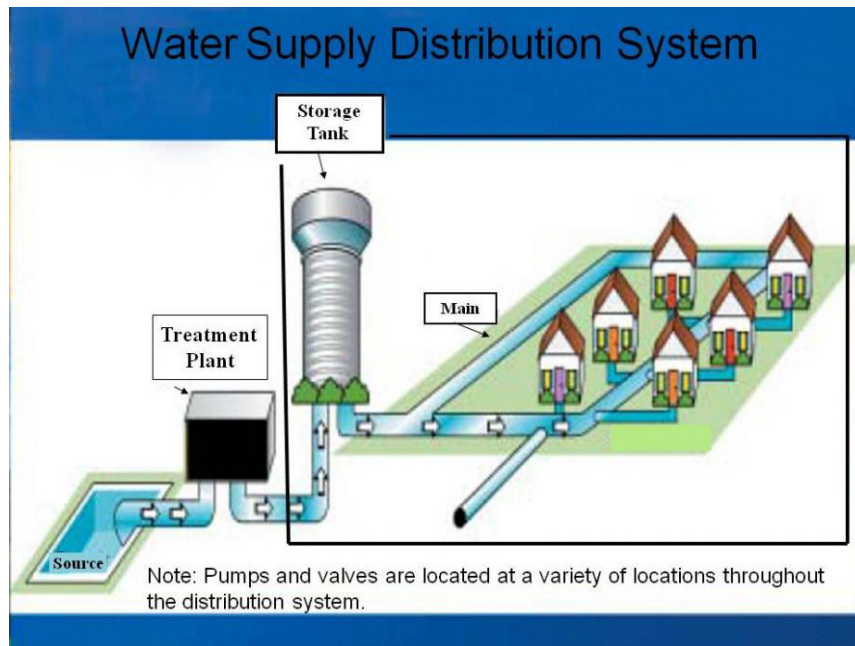 Water Supply Distribution System
Storage
Tank
Main
Treatment
Plant
Source
Note: Pumps and valves are located at a variety of locations throughout
the distribution system.